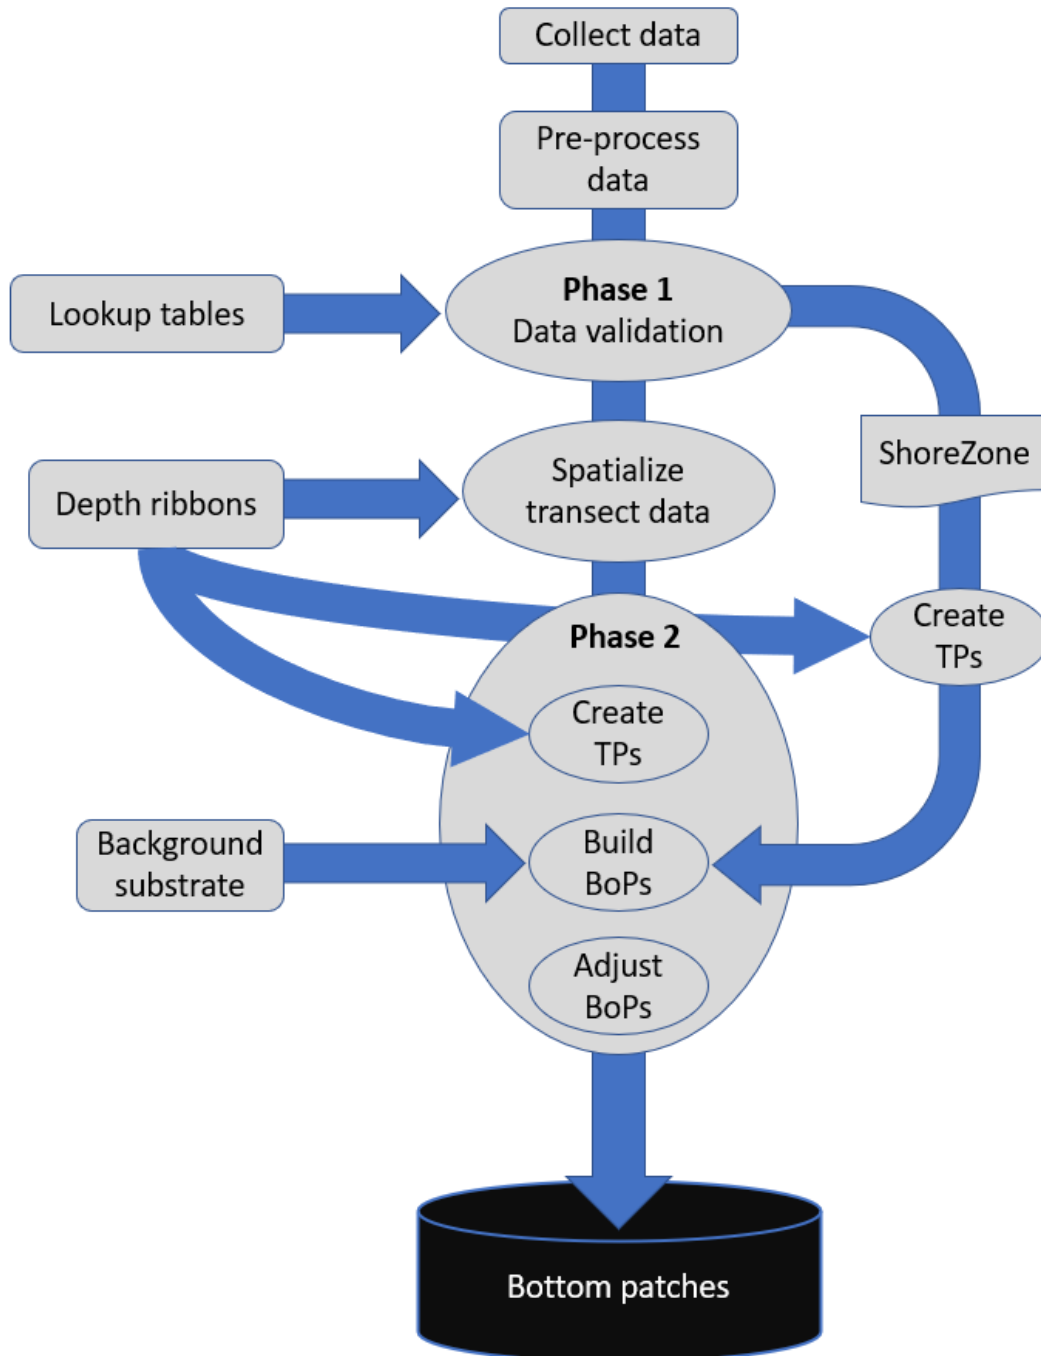 Collect data
Pre-process
data
Phase 1
Data validation
Lookup tables
ShoreZone
Spatialize
transect data
Depth ribbons
Create
TPs
Phase 2
Create
TPs
Build
BoPs
Background
substrate
Adjust
BoPs
Bottom patches